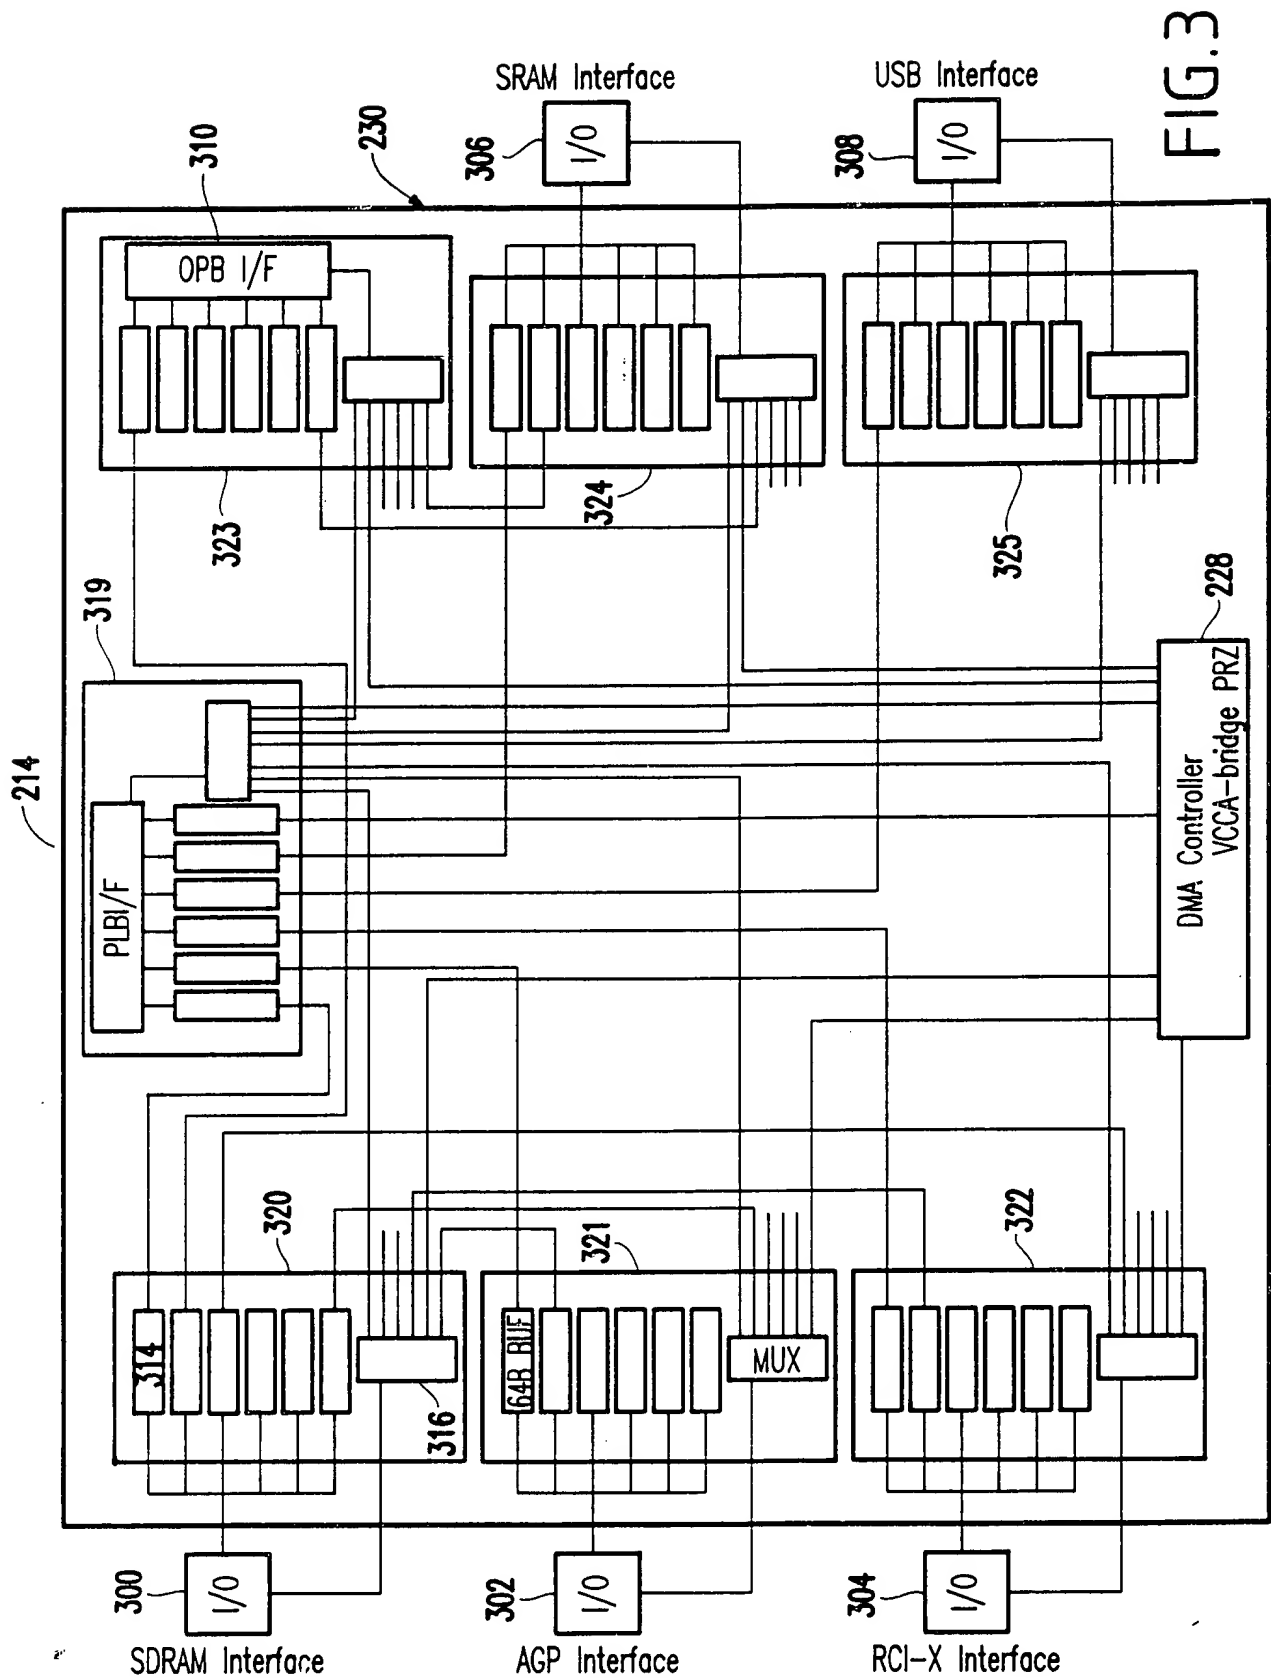 FIG.3
SRAM Interface
USB Interface
I/O
306
I/O
308
230
310
OPB I/F
323
324
325
319
214
PLBI/F
228
DMA Controller
VCCA-bridge PRZ
320
321
322
314
316
64B BUF
MUX
300
I/O
302
I/O
304
I/O
SDRAM Interface
AGP Interface
RCI-X Interface